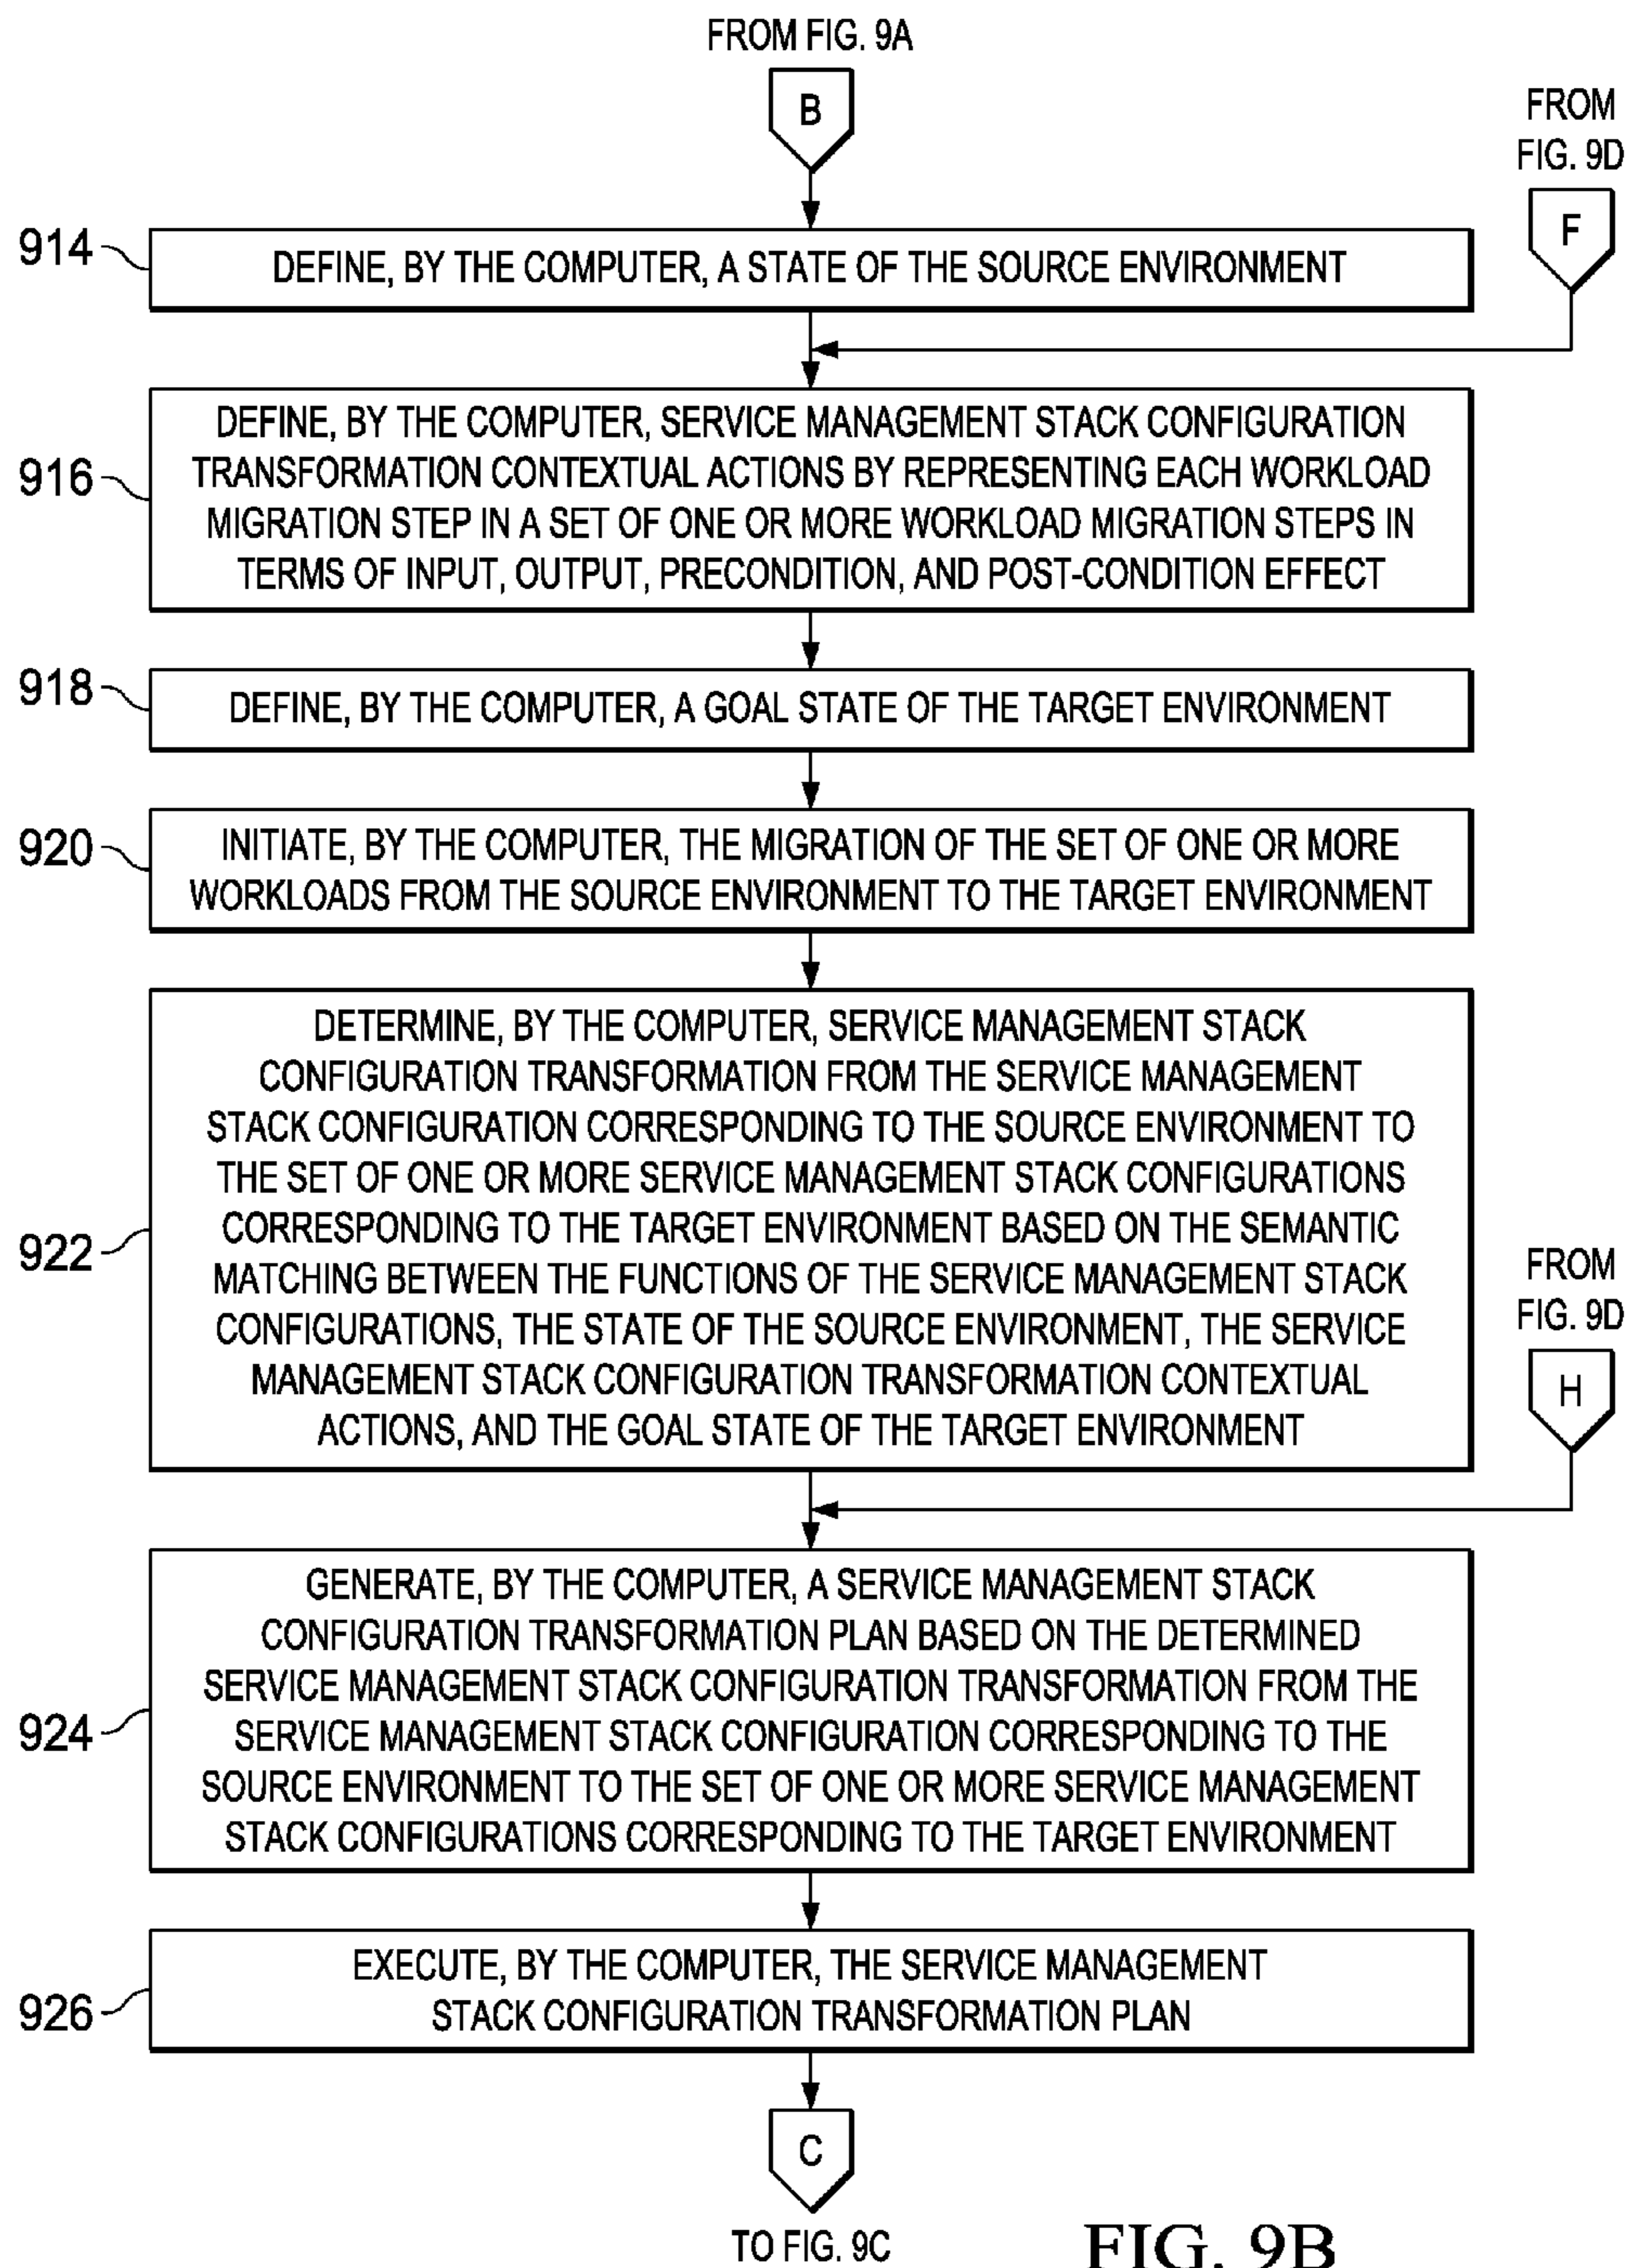 FROM FIG. 9A
B
FROM
FIG. 9D
F
914
DEFINE, BY THE COMPUTER, A STATE OF THE SOURCE ENVIRONMENT
916
DEFINE, BY THE COMPUTER, SERVICE MANAGEMENT STACK CONFIGURATION
TRANSFORMATION CONTEXTUAL ACTIONS BY REPRESENTING EACH WORKLOAD
MIGRATION STEP IN A SET OF ONE OR MORE WORKLOAD MIGRATION STEPS IN
TERMS OF INPUT, OUTPUT, PRECONDITION, AND POST-CONDITION EFFECT
918
DEFINE, BY THE COMPUTER, A GOAL STATE OF THE TARGET ENVIRONMENT
920
INITIATE, BY THE COMPUTER, THE MIGRATION OF THE SET OF ONE OR MORE
WORKLOADS FROM THE SOURCE ENVIRONMENT TO THE TARGET ENVIRONMENT
922
DETERMINE, BY THE COMPUTER, SERVICE MANAGEMENT STACK
CONFIGURATION TRANSFORMATION FROM THE SERVICE MANAGEMENT
STACK CONFIGURATION CORRESPONDING TO THE SOURCE ENVIRONMENT TO
THE SET OF ONE OR MORE SERVICE MANAGEMENT STACK CONFIGURATIONS
CORRESPONDING TO THE TARGET ENVIRONMENT BASED ON THE SEMANTIC
MATCHING BETWEEN THE FUNCTIONS OF THE SERVICE MANAGEMENT STACK
CONFIGURATIONS, THE STATE OF THE SOURCE ENVIRONMENT, THE SERVICE
MANAGEMENT STACK CONFIGURATION TRANSFORMATION CONTEXTUAL
ACTIONS, AND THE GOAL STATE OF THE TARGET ENVIRONMENT
FROM
FIG. 9D
H
924
GENERATE, BY THE COMPUTER, A SERVICE MANAGEMENT STACK
CONFIGURATION TRANSFORMATION PLAN BASED ON THE DETERMINED
SERVICE MANAGEMENT STACK CONFIGURATION TRANSFORMATION FROM THE
SERVICE MANAGEMENT STACK CONFIGURATION CORRESPONDING TO THE
SOURCE ENVIRONMENT TO THE SET OF ONE OR MORE SERVICE MANAGEMENT
STACK CONFIGURATIONS CORRESPONDING TO THE TARGET ENVIRONMENT
926
EXECUTE, BY THE COMPUTER, THE SERVICE MANAGEMENT
STACK CONFIGURATION TRANSFORMATION PLAN
C
TO FIG. 9C
FIG. 9B